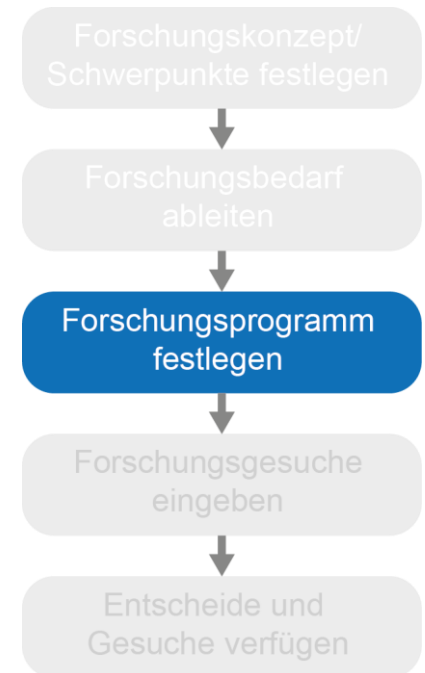 Forschungskonzept/
Schwerpunkte festlegen
Forschungsbedarf
ableiten
Forschungsprogramm
festlegen
Forschungsgesuche
eingeben
Entscheide und
Gesuche verfügen